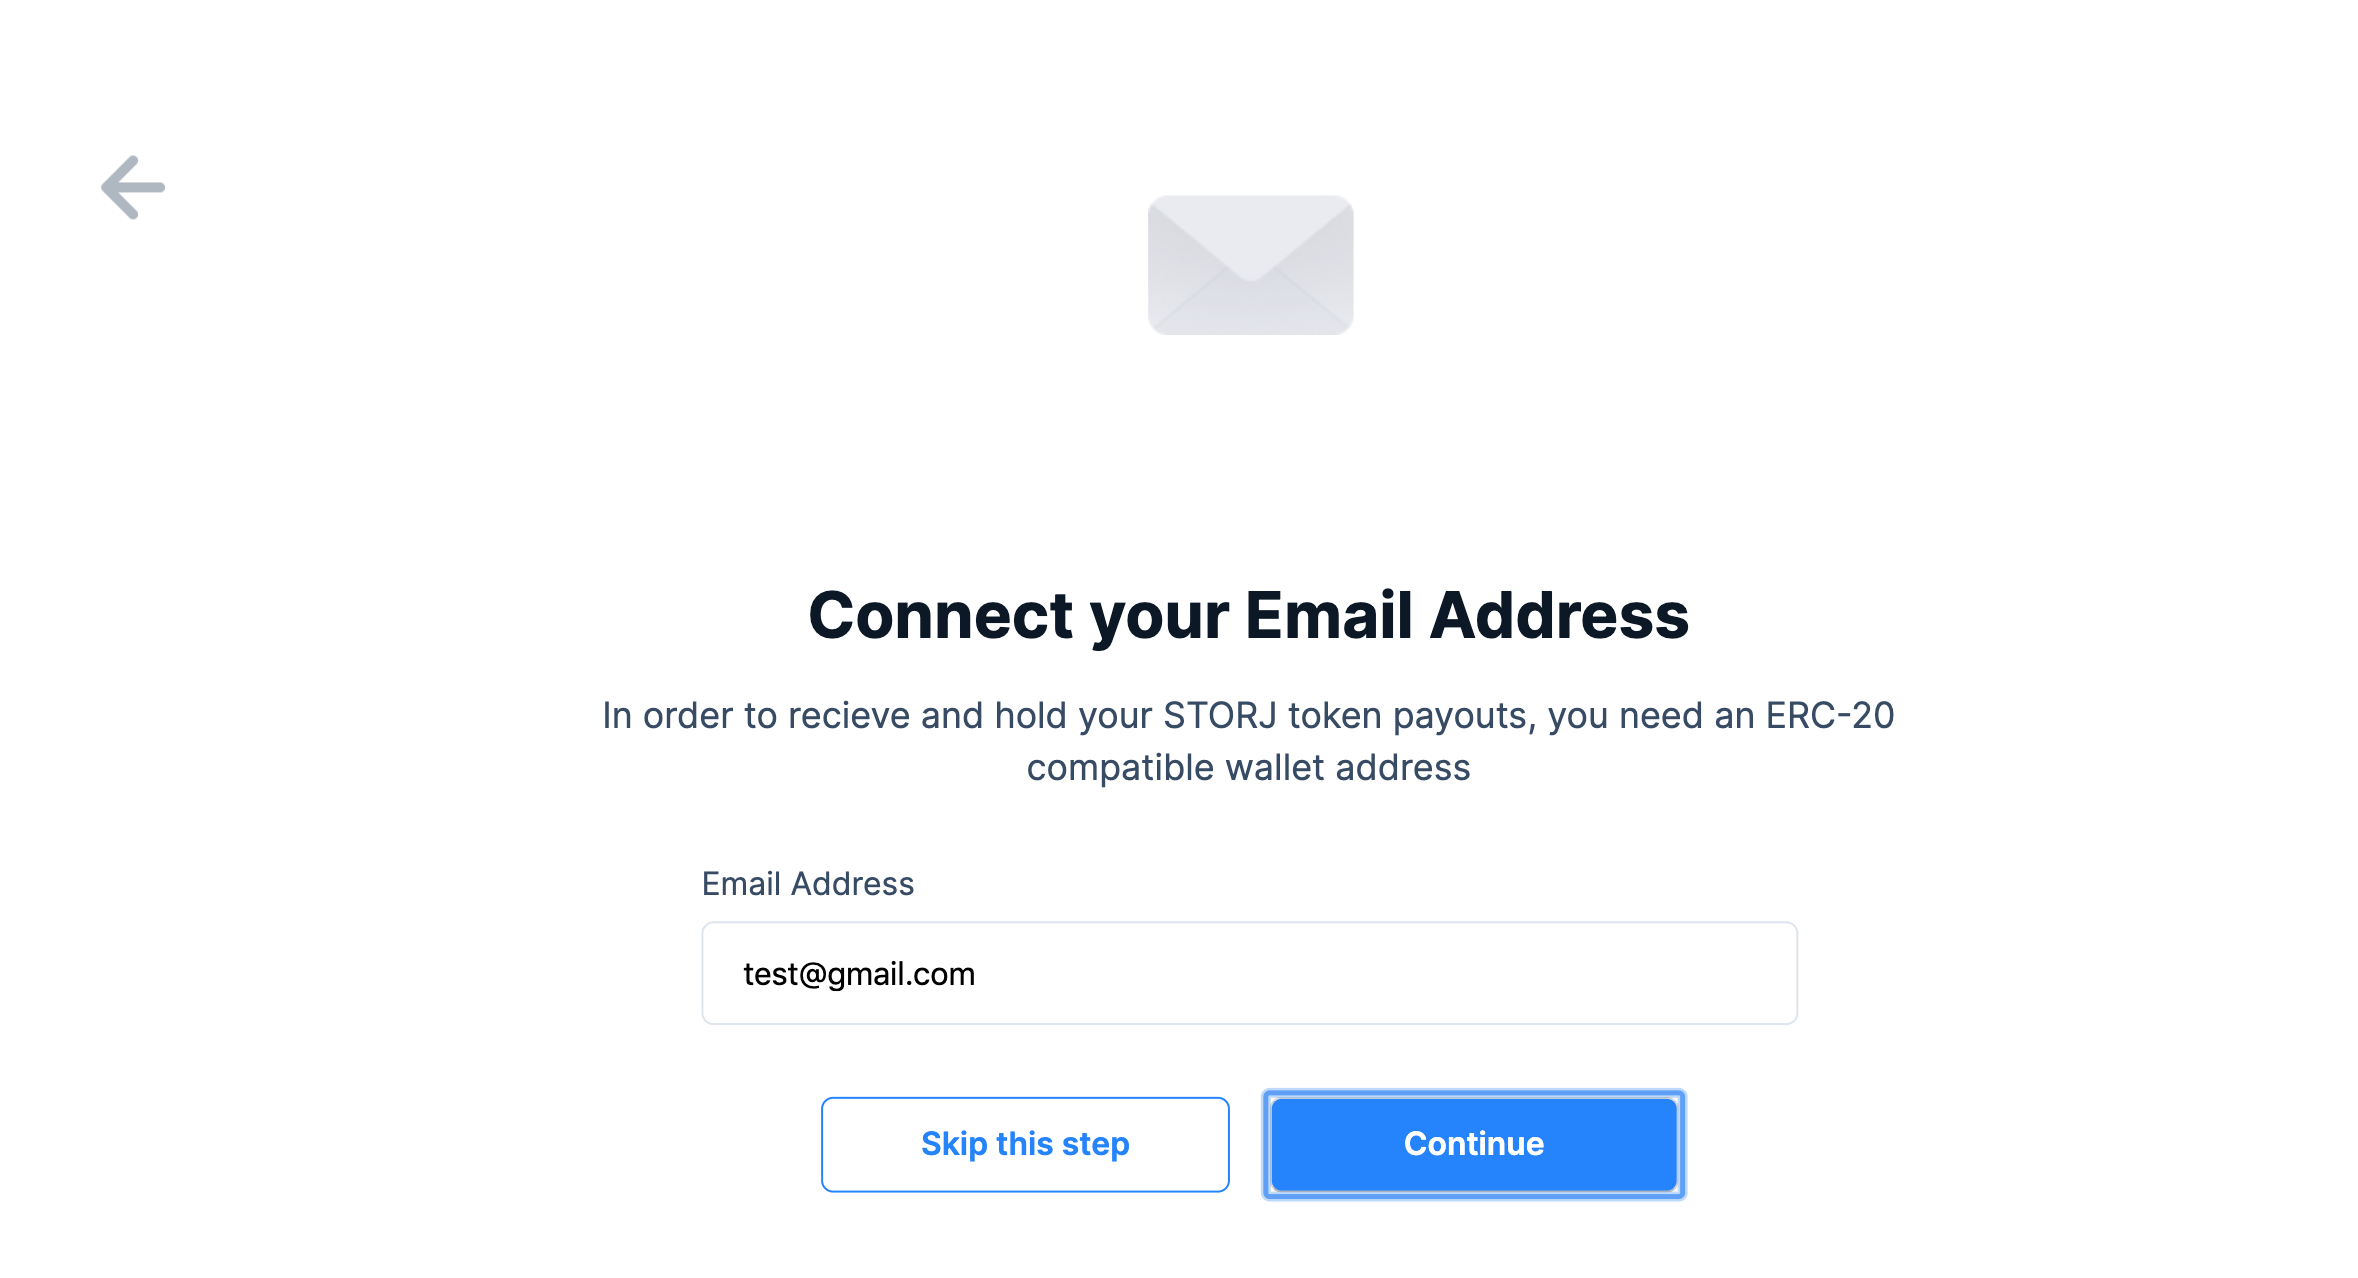 Connect your Email Address
In order to recieve and hold your STORJ token payouts, you need an ERC-20
compatible wallet address
Email Address
test@gmail.com
Skip this step
Continue